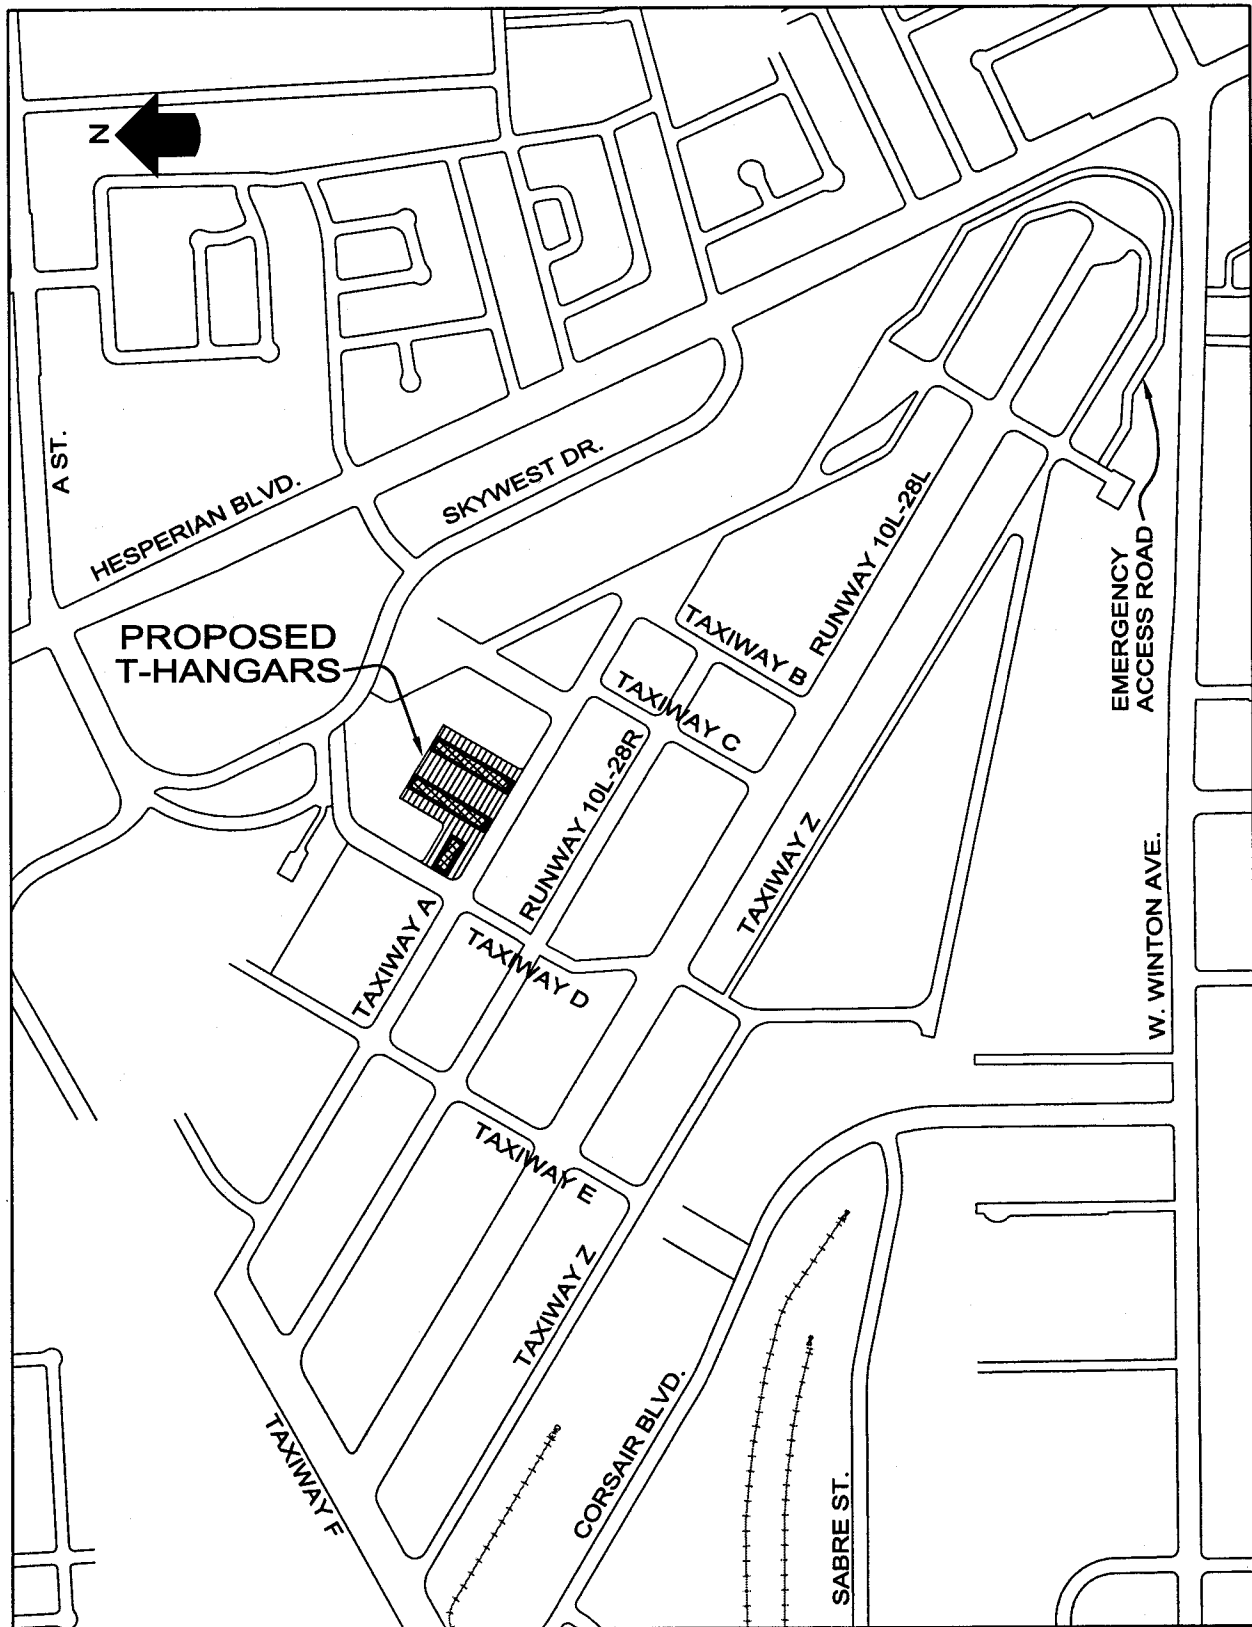 N
A ST.
HESPERIAN BLVD.
SKYWEST DR.
PROPOSED
T-HANGARS
TAXIWAY B
RUNWAY 10L-28L
TAXIWAY C
EMERGENCY
ACCESS ROAD
RUNWAY 10L-28R
TAXIWAY Z
W. WINTON AVE.
TAXIWAY A
TAXIWAY D
TAXIWAY E
TAXIWAY Z
TAXIWAY F
CORSAIR BLVD.
SABRE ST.